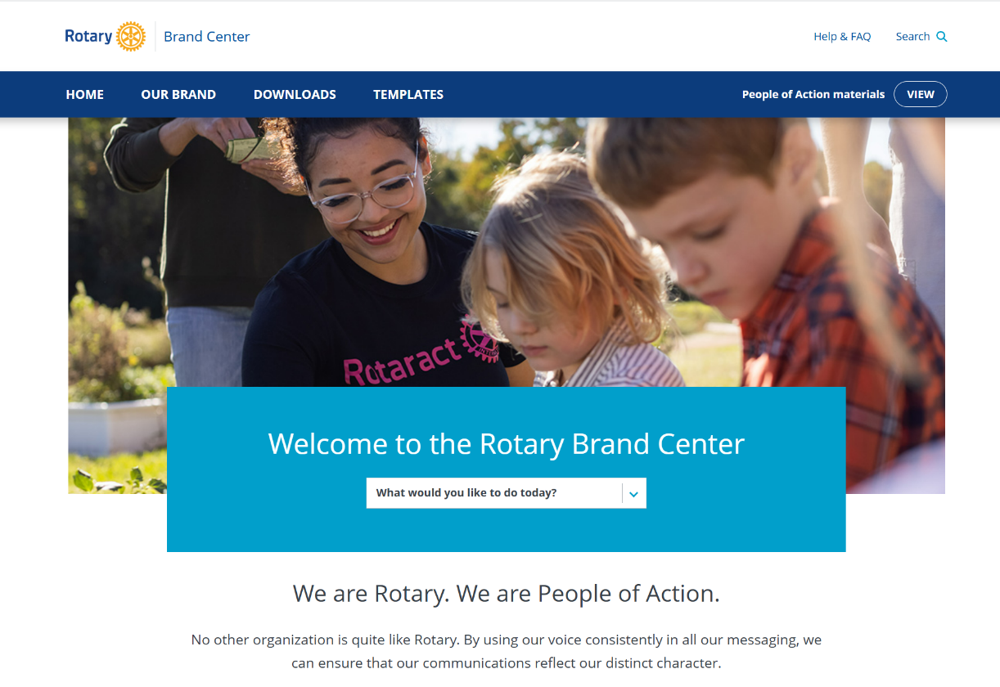 Rotary
Brand Center
Help & FAQ
Search
HOME
OUR BRAND
DOWNLOADS
TEMPLATES
People of Action materials
VIEW
Rotaract
Welcome to the Rotary Brand Center
What would you like to do today?
We are Rotary. We are People of Action.
No other organization is quite like Rotary. By using our voice consistently in all our messaging, we
can ensure that our communications reflect our distinct character.